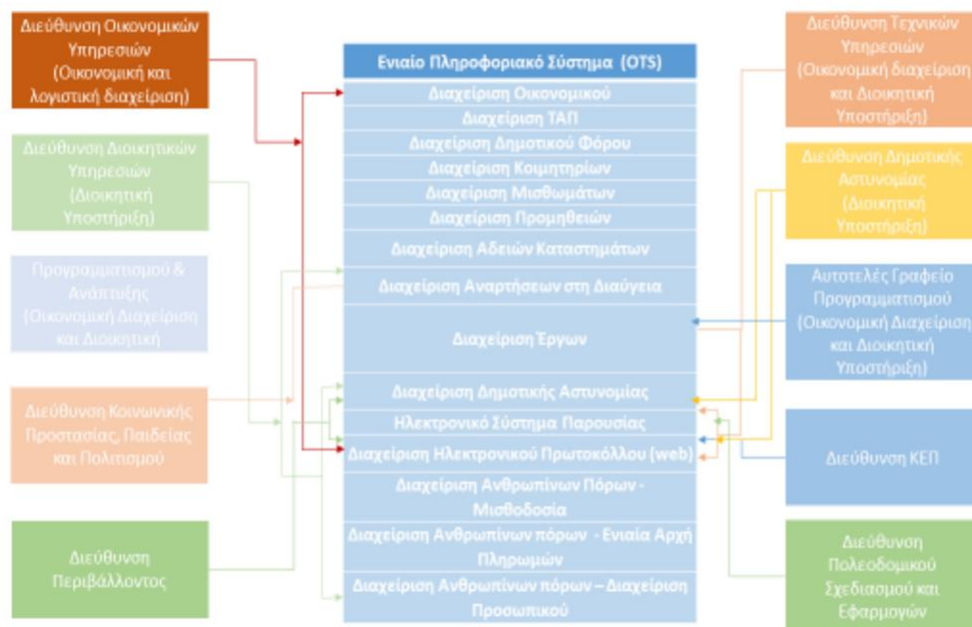 Διεύθυνση Οικονομικών
Υπηρεσιών
(Οικονομική και
λογιστική διαχείριση)
Διεύθυνση Διοικητικών
Υπηρεσιών
(Διοικητική
Υποστήριξη)
Προγραμματισμού &
Ανάπτυξης
(Οικονομική Διαχείριση
και Διοικητική
Διεύθυνση Κοινωνικής
Προστασίας, Παιδείας
και Πολιτισμού
Διεύθυνση
Περιβάλλοντος
Ενιαίο Πληροφοριακό Σύστημα (OTS)
Διαχείριση Οικονομικού
Διαχείριση ΤΑΠ
Διαχείριση Δημοτικού Φόρου
Διαχείριση Κοιμητηρίων
Διαχείριση Μισθωμάτων
Διαχείριση Προμηθειών
Διαχείριση Αδειών Καταστημάτων
Διαχείριση Αναρτήσεων στη Διαύγεια
Διαχείριση Έργων
Διαχείριση Δημοτικής Αστυνομίας
Ηλεκτρονικό Σύστημα Παρουσίας
Διαχείριση Ηλεκτρονικού Πρωτοκόλλου (web)
Διαχείριση Ανθρωπίνων Πόρων -
Μισθοδοσία
Διαχείριση Ανθρωπίνων πόρων - Ενιαία Αρχή
Πληρωμών
Διαχείριση Ανθρωπίνων πόρων – Διαχείριση
Προσωπικού
Διεύθυνση Τεχνικών
Υπηρεσιών
(Οικονομική διαχείριση
και Διοικητική
Υποστήριξη)
Διεύθυνση Δημοτικής
Αστυνομίας
(Διοικητική
Υποστήριξη)
Αυτοτελές Γραφείο
Προγραμματισμού
(Οικονομική Διαχείριση
και Διοικητική
Υποστήριξη)
Διεύθυνση ΚΕΠ
Διεύθυνση
Πολεοδομικού
Σχεδιασμού και
Εφαρμογών